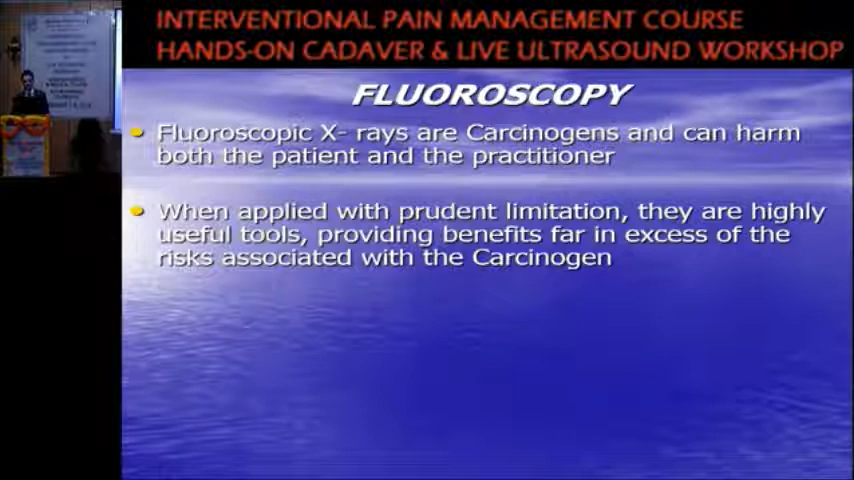 INTERVENTIONAL PAIN MANAGEMENT COURSE
HANDS-ON CADAVER & LIVE ULTRASOUND WORKSHOP
FLUOROSCOPY
Fluoroscopic X- rays are Carcinogens and can harm
both the patient and the practitioner
When applied with prudent limitation, they are highly
useful tools, providing benefits far in excess of the
risks associated with the Carcinogen